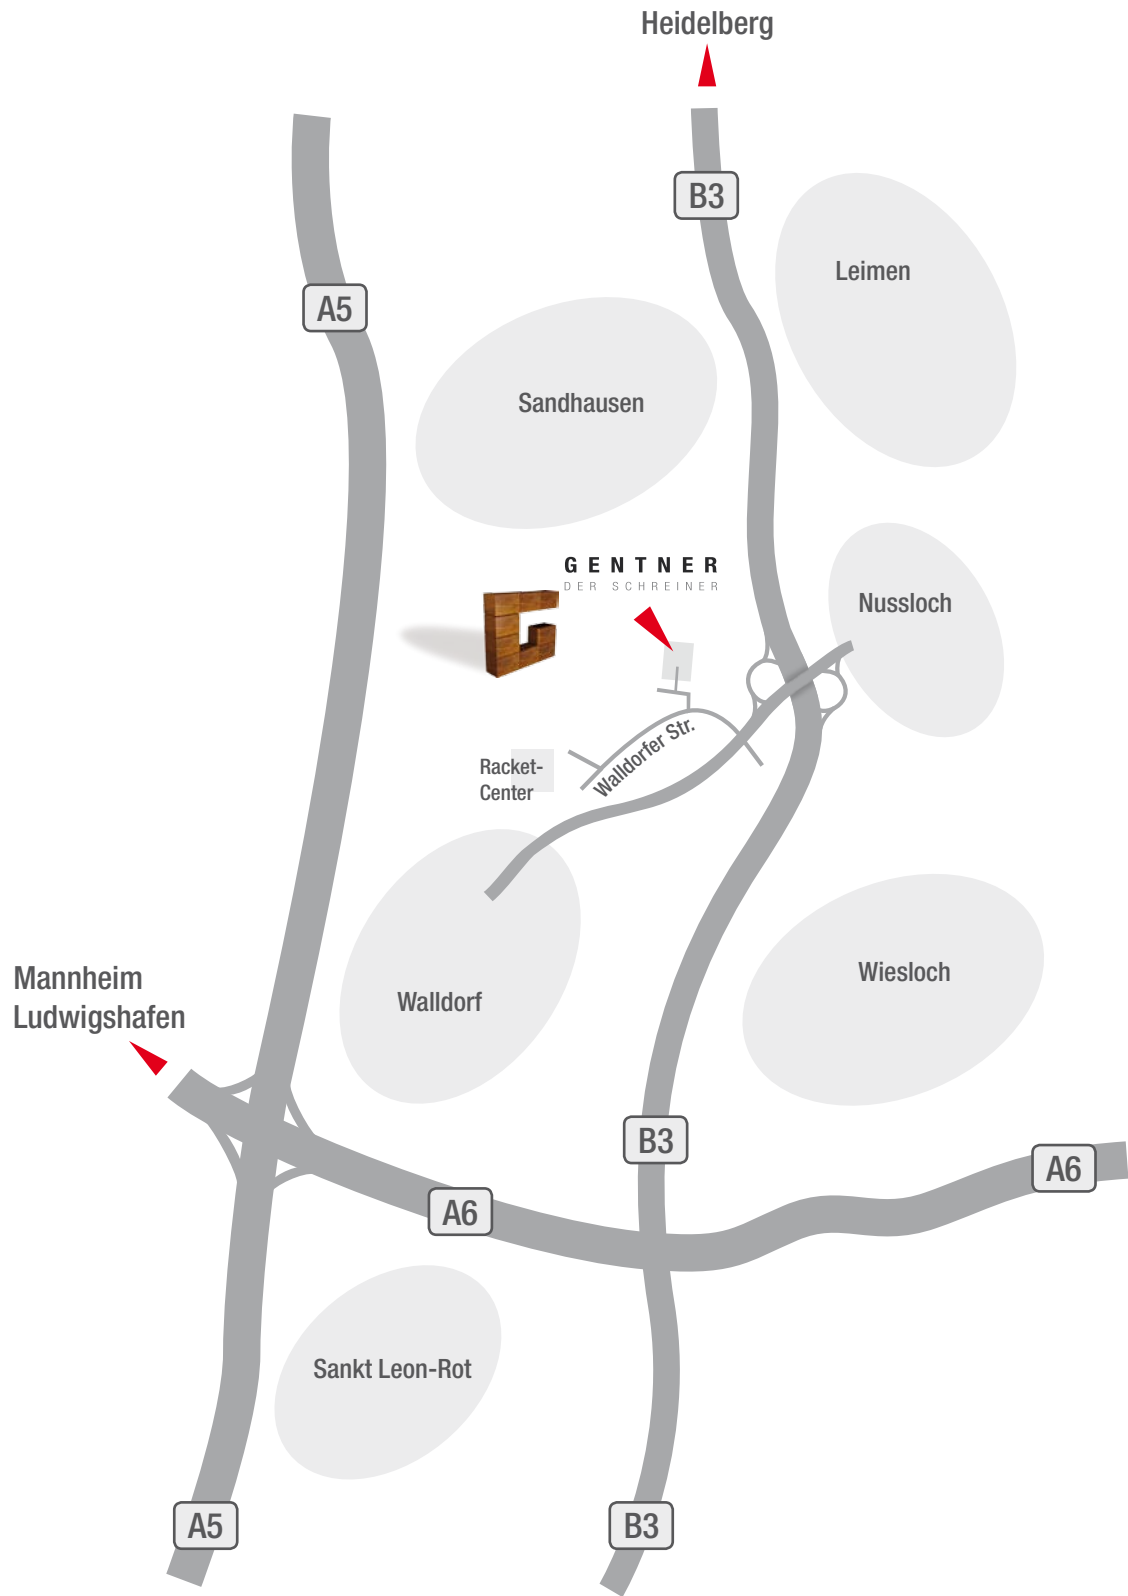 Heidelberg
B3
Leimen
A5
Sandhausen
GENTNER
DER SCHREINER
Nussloch
Walldorfer Str.
Racket-
Center
Wiesloch
Mannheim
Ludwigshafen
Walldorf
B3
A6
A6
Sankt Leon-Rot
A5
B3